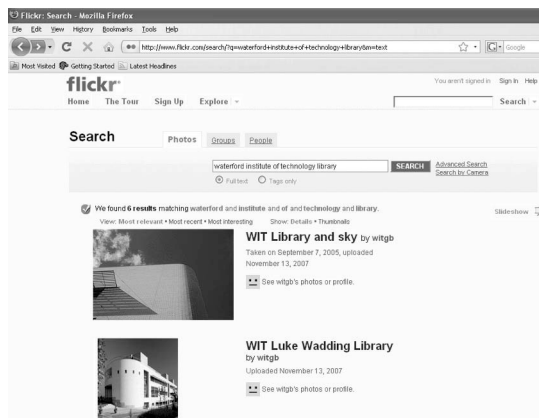 Flickr: Search - Mozilla Firefox
File Edit View History Bookmarks Tools Help
http://www.flickr.com/search/?q=waterford+institute+of+technology+library&m=text
Google
Most Visited Getting Started Latest Headlines
flickr
You aren't signed in Sign In Help
Home The Tour Sign Up Explore
Search
Search Photos Groups People
waterford institute of technology library SEARCH Advanced Search
Search by Camera
Full text Tags only
We found 6 results matching waterford and institute and of and technology and library.
Slideshow
View: Most relevant • Most recent • Most interesting Show: Details • Thumbnails
WIT Library and sky by witgb
Taken on September 7, 2005, uploaded
November 13, 2007
See witgb's photos or profile.
WIT Luke Wadding Library
by witgb
Uploaded November 13, 2007
See witgb's photos or profile.